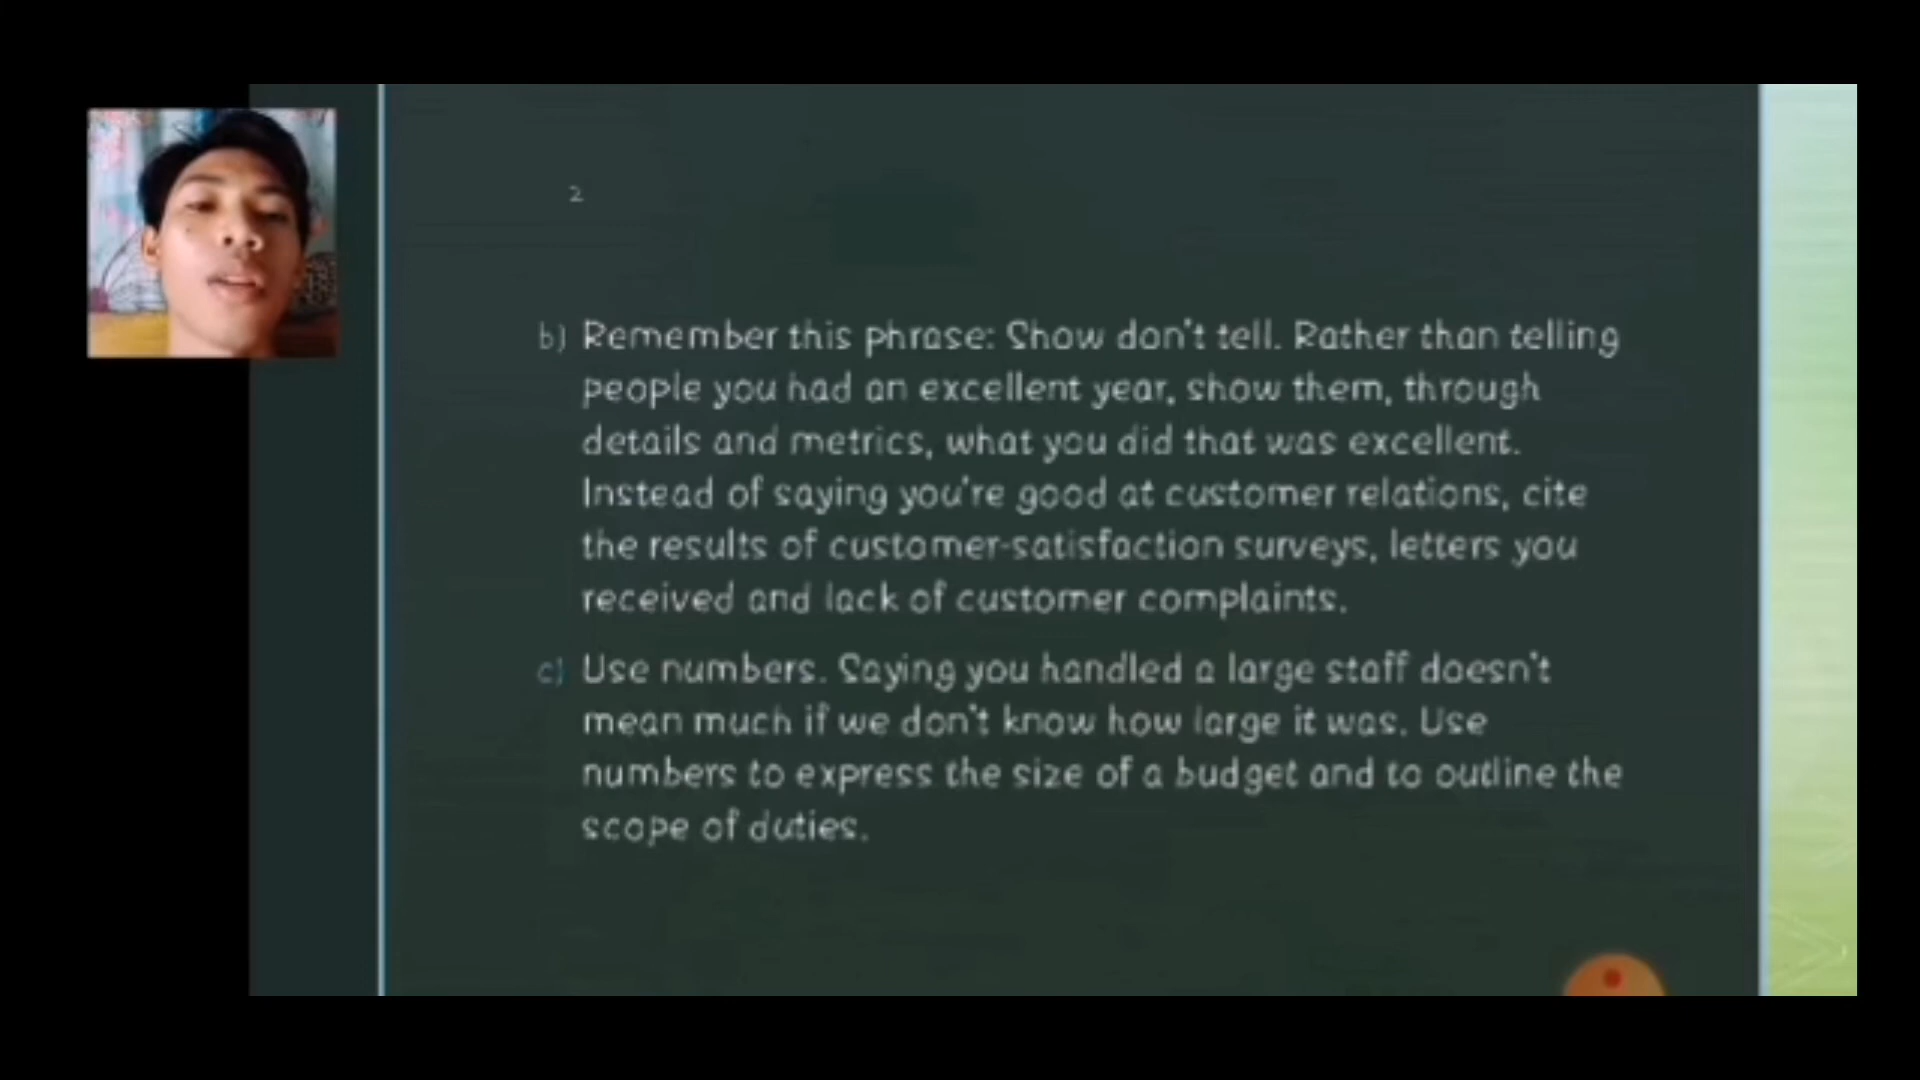 2
b) Remember this phrase: Show don't tell. Rather than telling
people you had an excellent year, show them, through
details and metrics, what you did that was excellent.
Instead of saying you're good at customer relations, cite
the results of customer-satisfaction surveys, letters you
received and lack of customer complaints.
c) Use numbers. Saying you handled a large staff doesn't
mean much if we don't know how large it was. Use
numbers to express the size of a budget and to outline the
scope of duties.